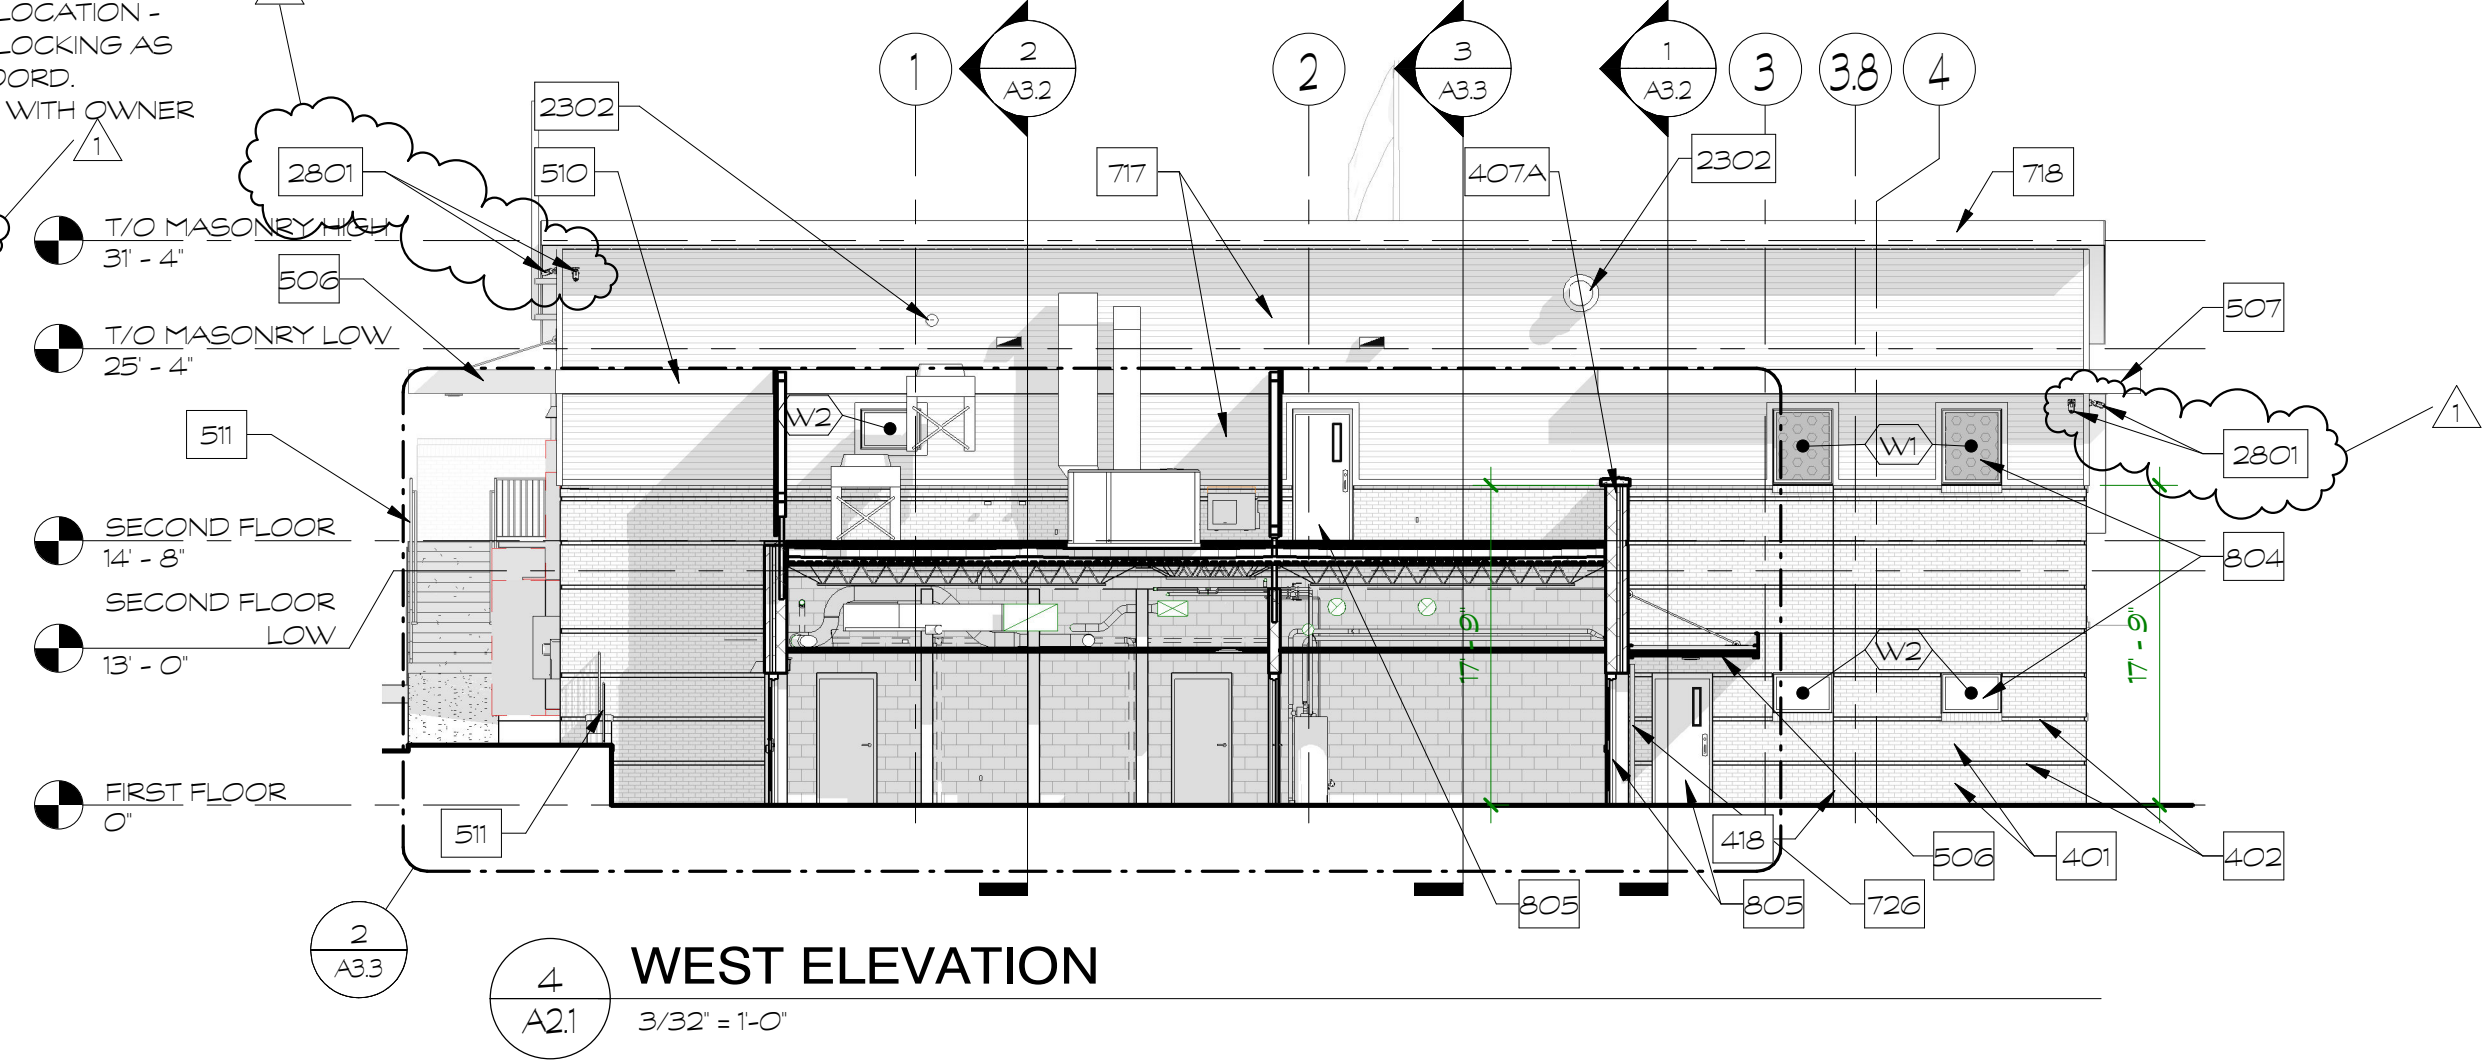 LOCATION -
LOCKING AS
WITH OWNER
1
2302
1
2
A3.2
2
3
A3.3
1
A3.2
3
3.8
4
2801
510
717
407A
2302
718
T/O MASONRY HIGH
31' - 4"
506
507
T/O MASONRY LOW
25' - 4"
511
W2
W1
2801
1
SECOND FLOOR
14' - 8"
804
SECOND FLOOR
LOW
13' - 0"
17' - 9"
W2
17' - 9"
FIRST FLOOR
0"
511
418
506
401
402
805
805
726
2
A3.3
4
A2.1
WEST ELEVATION
3/32" = 1'-0"